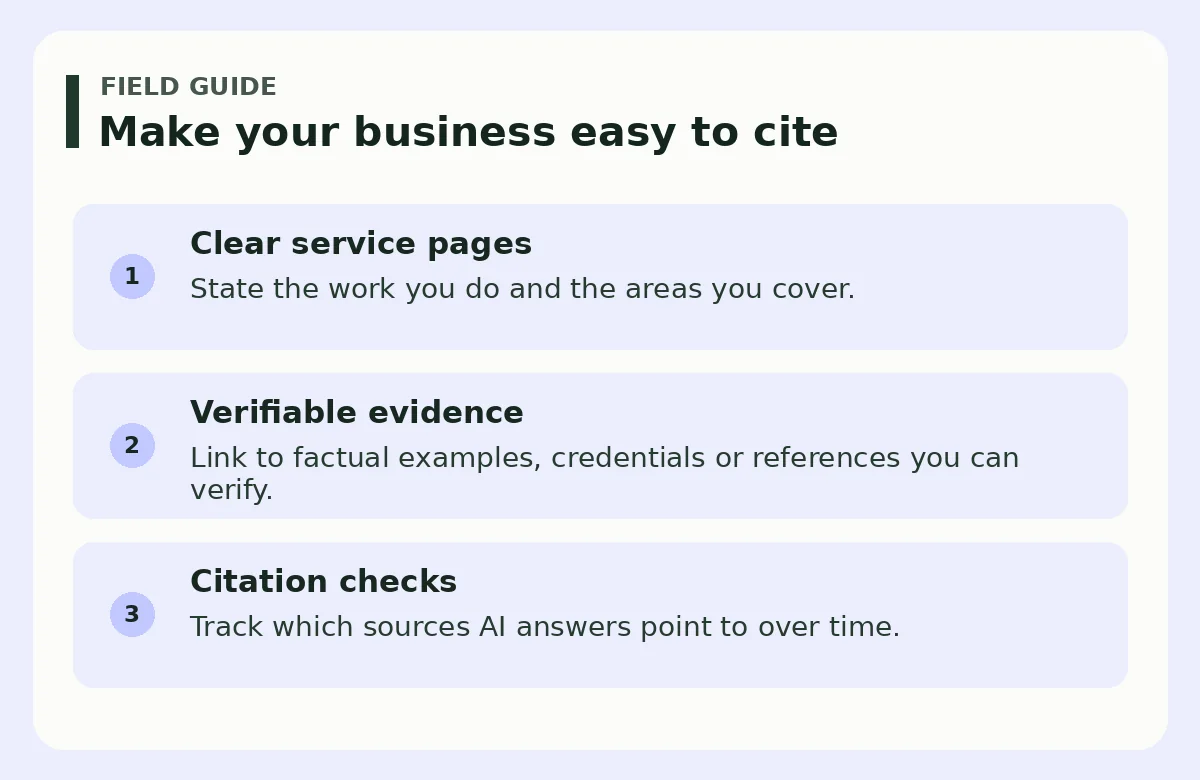 FIELD GUIDE
Make your business easy to cite
1
Clear service pages
State the work you do and the areas you cover.
2
Verifiable evidence
Link to factual examples, credentials or references you can
verify.
3
Citation checks
Track which sources AI answers point to over time.